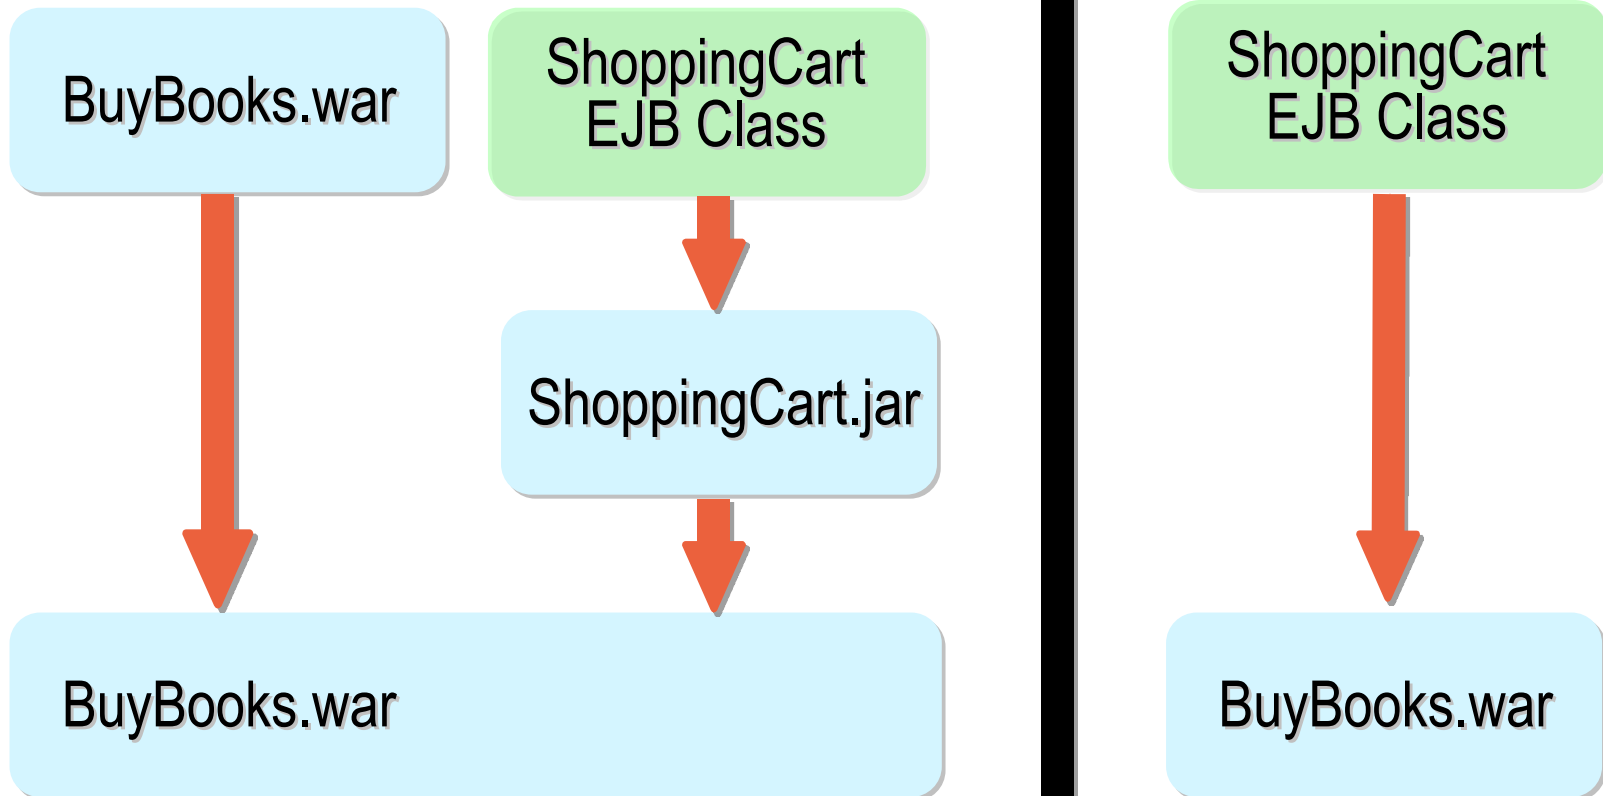 BuyBooks.war
ShoppingCart
EJB Class
ShoppingCart.jar
BuyBooks.war
ShoppingCart
EJB Class
BuyBooks.war